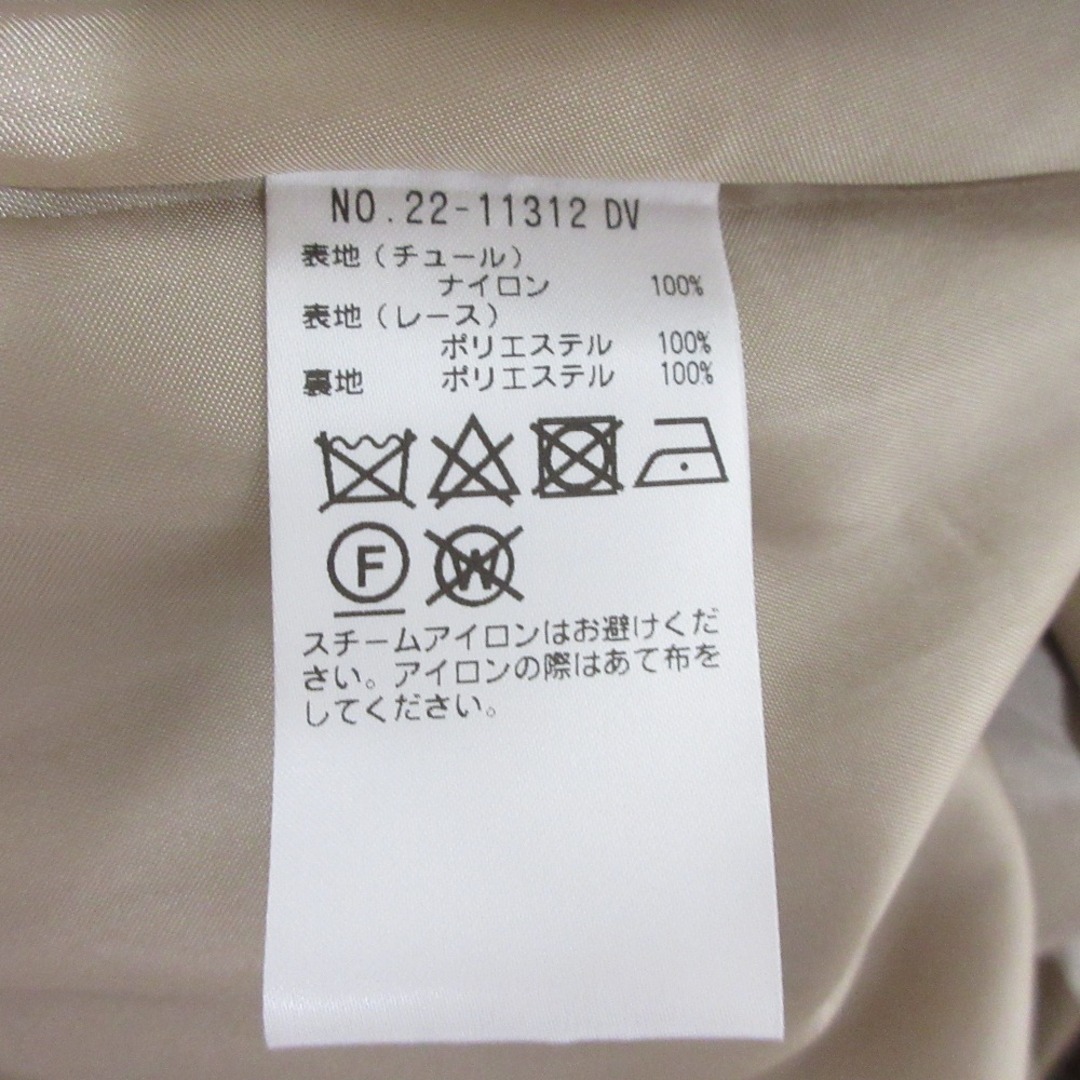 NO.22-11312 DV
表地(チュール)
ナイロン 100%
表地(レース)
ポリエステル 100%
裏地 ポリエステル 100%
F W
スチームアイロンはお避けくだ
さい。アイロンの際はあて布を
してください。